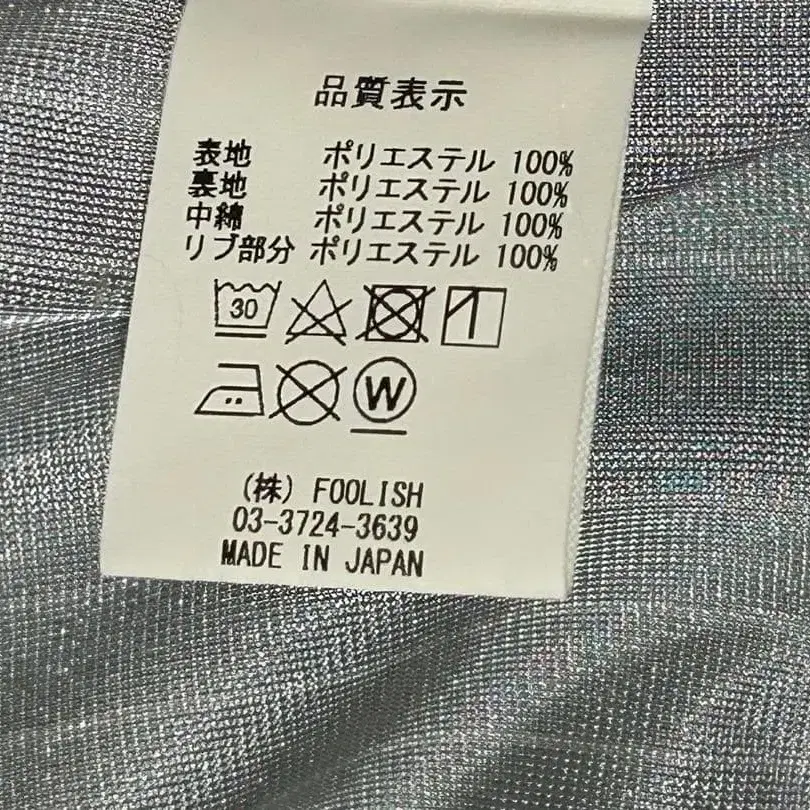 品質表示
表地 ポリエステル 100%
裏地 ポリエステル 100%
中綿 ポリエステル 100%
リブ部分 ポリエステル 100%
30
W
(株) FOOLISH
03-3724-3639
MADE IN JAPAN